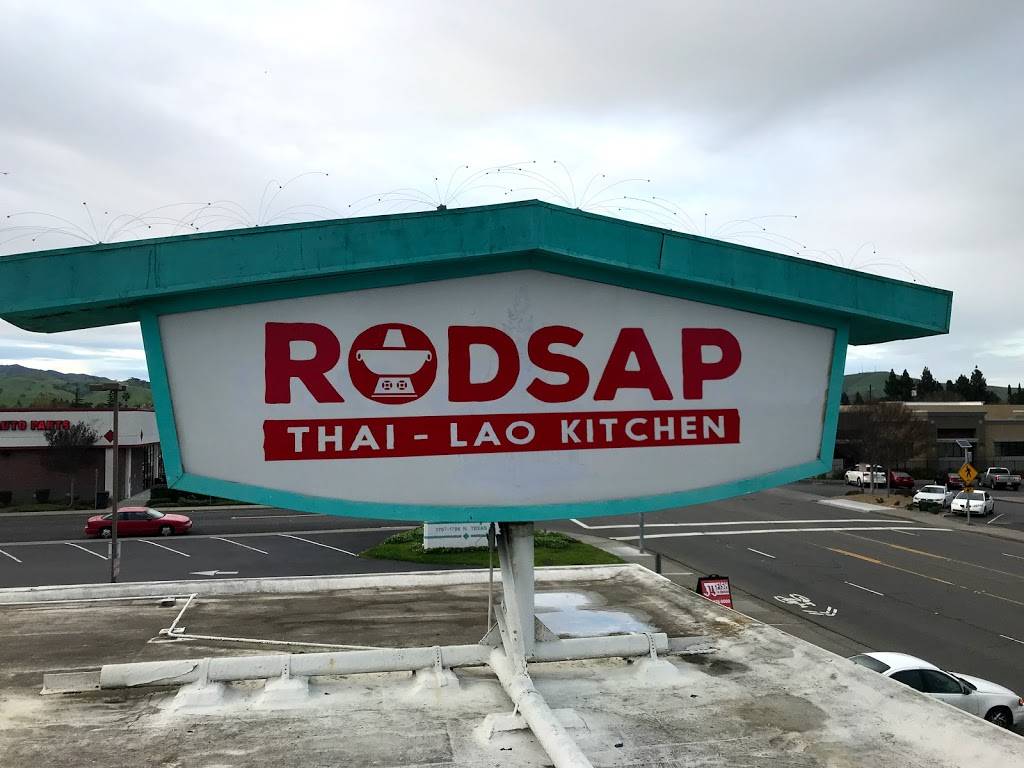 RODSAP
THAI - LAO KITCHEN
AUTO PARTS